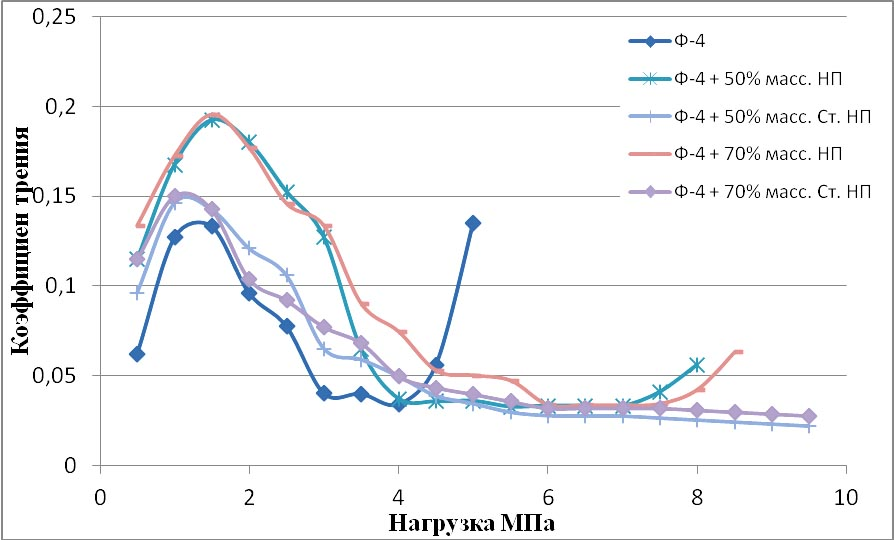 0,25
0,2
0,15
0,1
0,05
0
0 2 4 6 8 10
Коэффициен трения
Нагрузка МПа
Ф-4
Ф-4 + 50% масс. НП
Ф-4 + 50% масс. Ст. НП
Ф-4 + 70% масс. НП
Ф-4 + 70% масс. Ст. НП